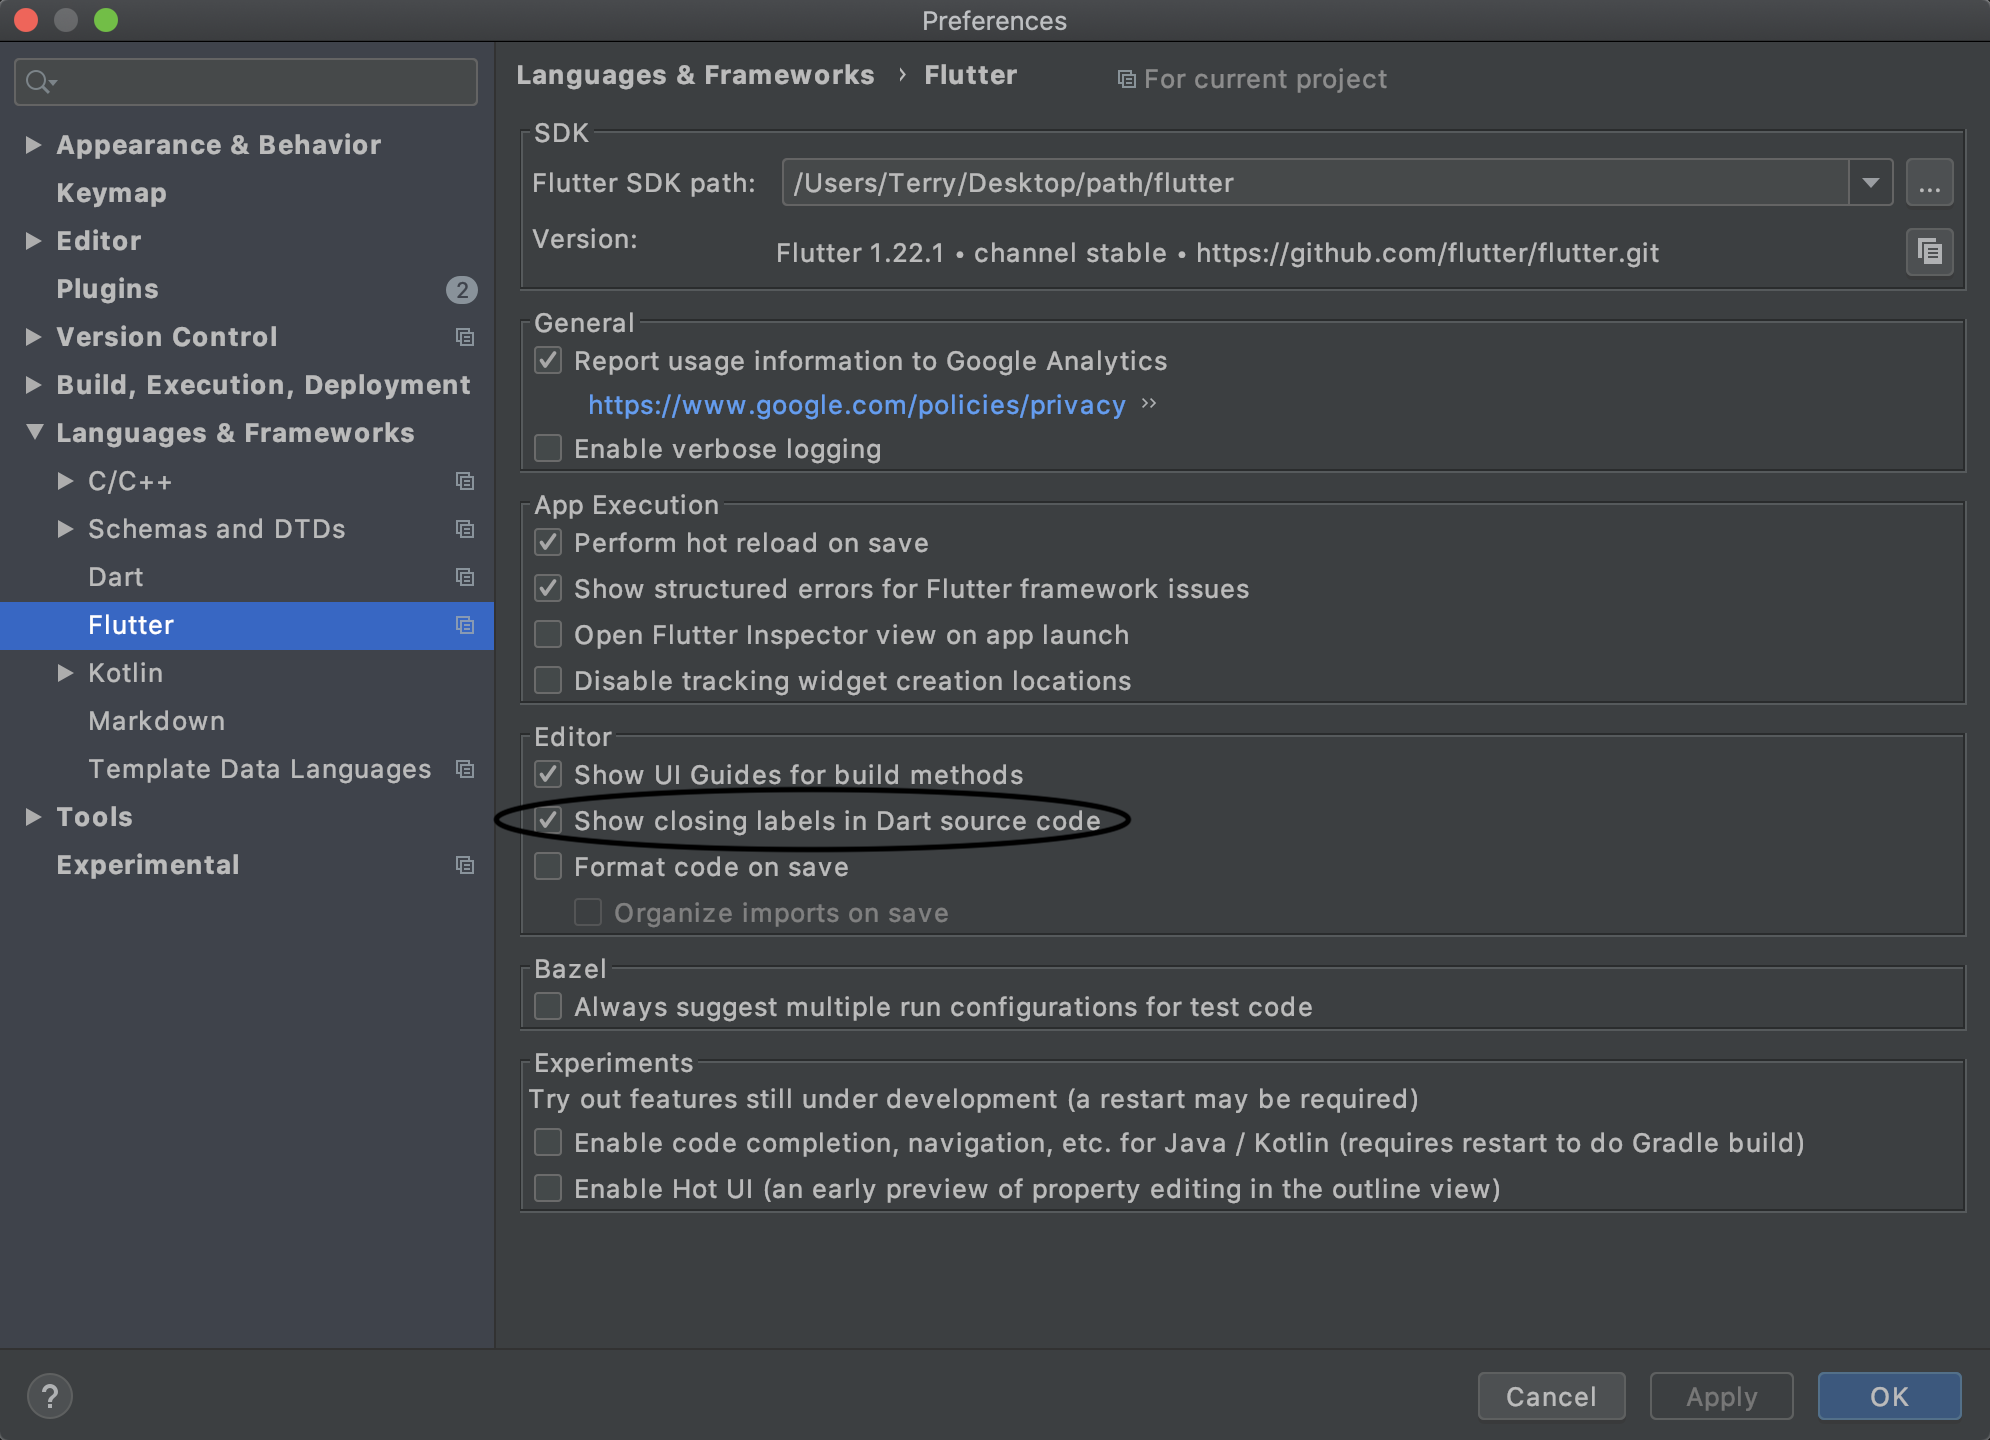 Preferences
Appearance & Behavior
Keymap
Editor
Plugins 2
Version Control
Build, Execution, Deployment
Languages & Frameworks
C/C++
Schemas and DTDs
Dart
Flutter
Kotlin
Markdown
Template Data Languages
Tools
Experimental
Languages & Frameworks › Flutter For current project
SDK
Flutter SDK path: /Users/Terry/Desktop/path/flutter ...
Version: Flutter 1.22.1 • channel stable • https://github.com/flutter/flutter.git
General
Report usage information to Google Analytics
https://www.google.com/policies/privacy ››
Enable verbose logging
App Execution
Perform hot reload on save
Show structured errors for Flutter framework issues
Open Flutter Inspector view on app launch
Disable tracking widget creation locations
Editor
Show UI Guides for build methods
Show closing labels in Dart source code
Format code on save
Organize imports on save
Bazel
Always suggest multiple run configurations for test code
Experiments
Try out features still under development (a restart may be required)
Enable code completion, navigation, etc. for Java / Kotlin (requires restart to do Gradle build)
Enable Hot UI (an early preview of property editing in the outline view)
? Cancel Apply OK